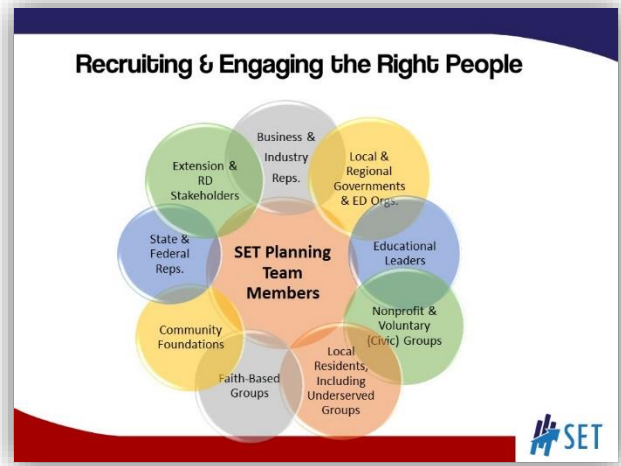 Recruiting & Engaging the Right People
Business &
Industry
Reps.
Local &
Regional
Governments
& ED Orgs.
Educational
Leaders
Nonprofit &
Voluntary
(Civic) Groups
Local
Residents,
Including
Underserved
Groups
Faith-Based
Groups
Community
Foundations
State &
Federal
Reps.
Extension &
RD
Stakeholders
SET Planning
Team
Members
SET